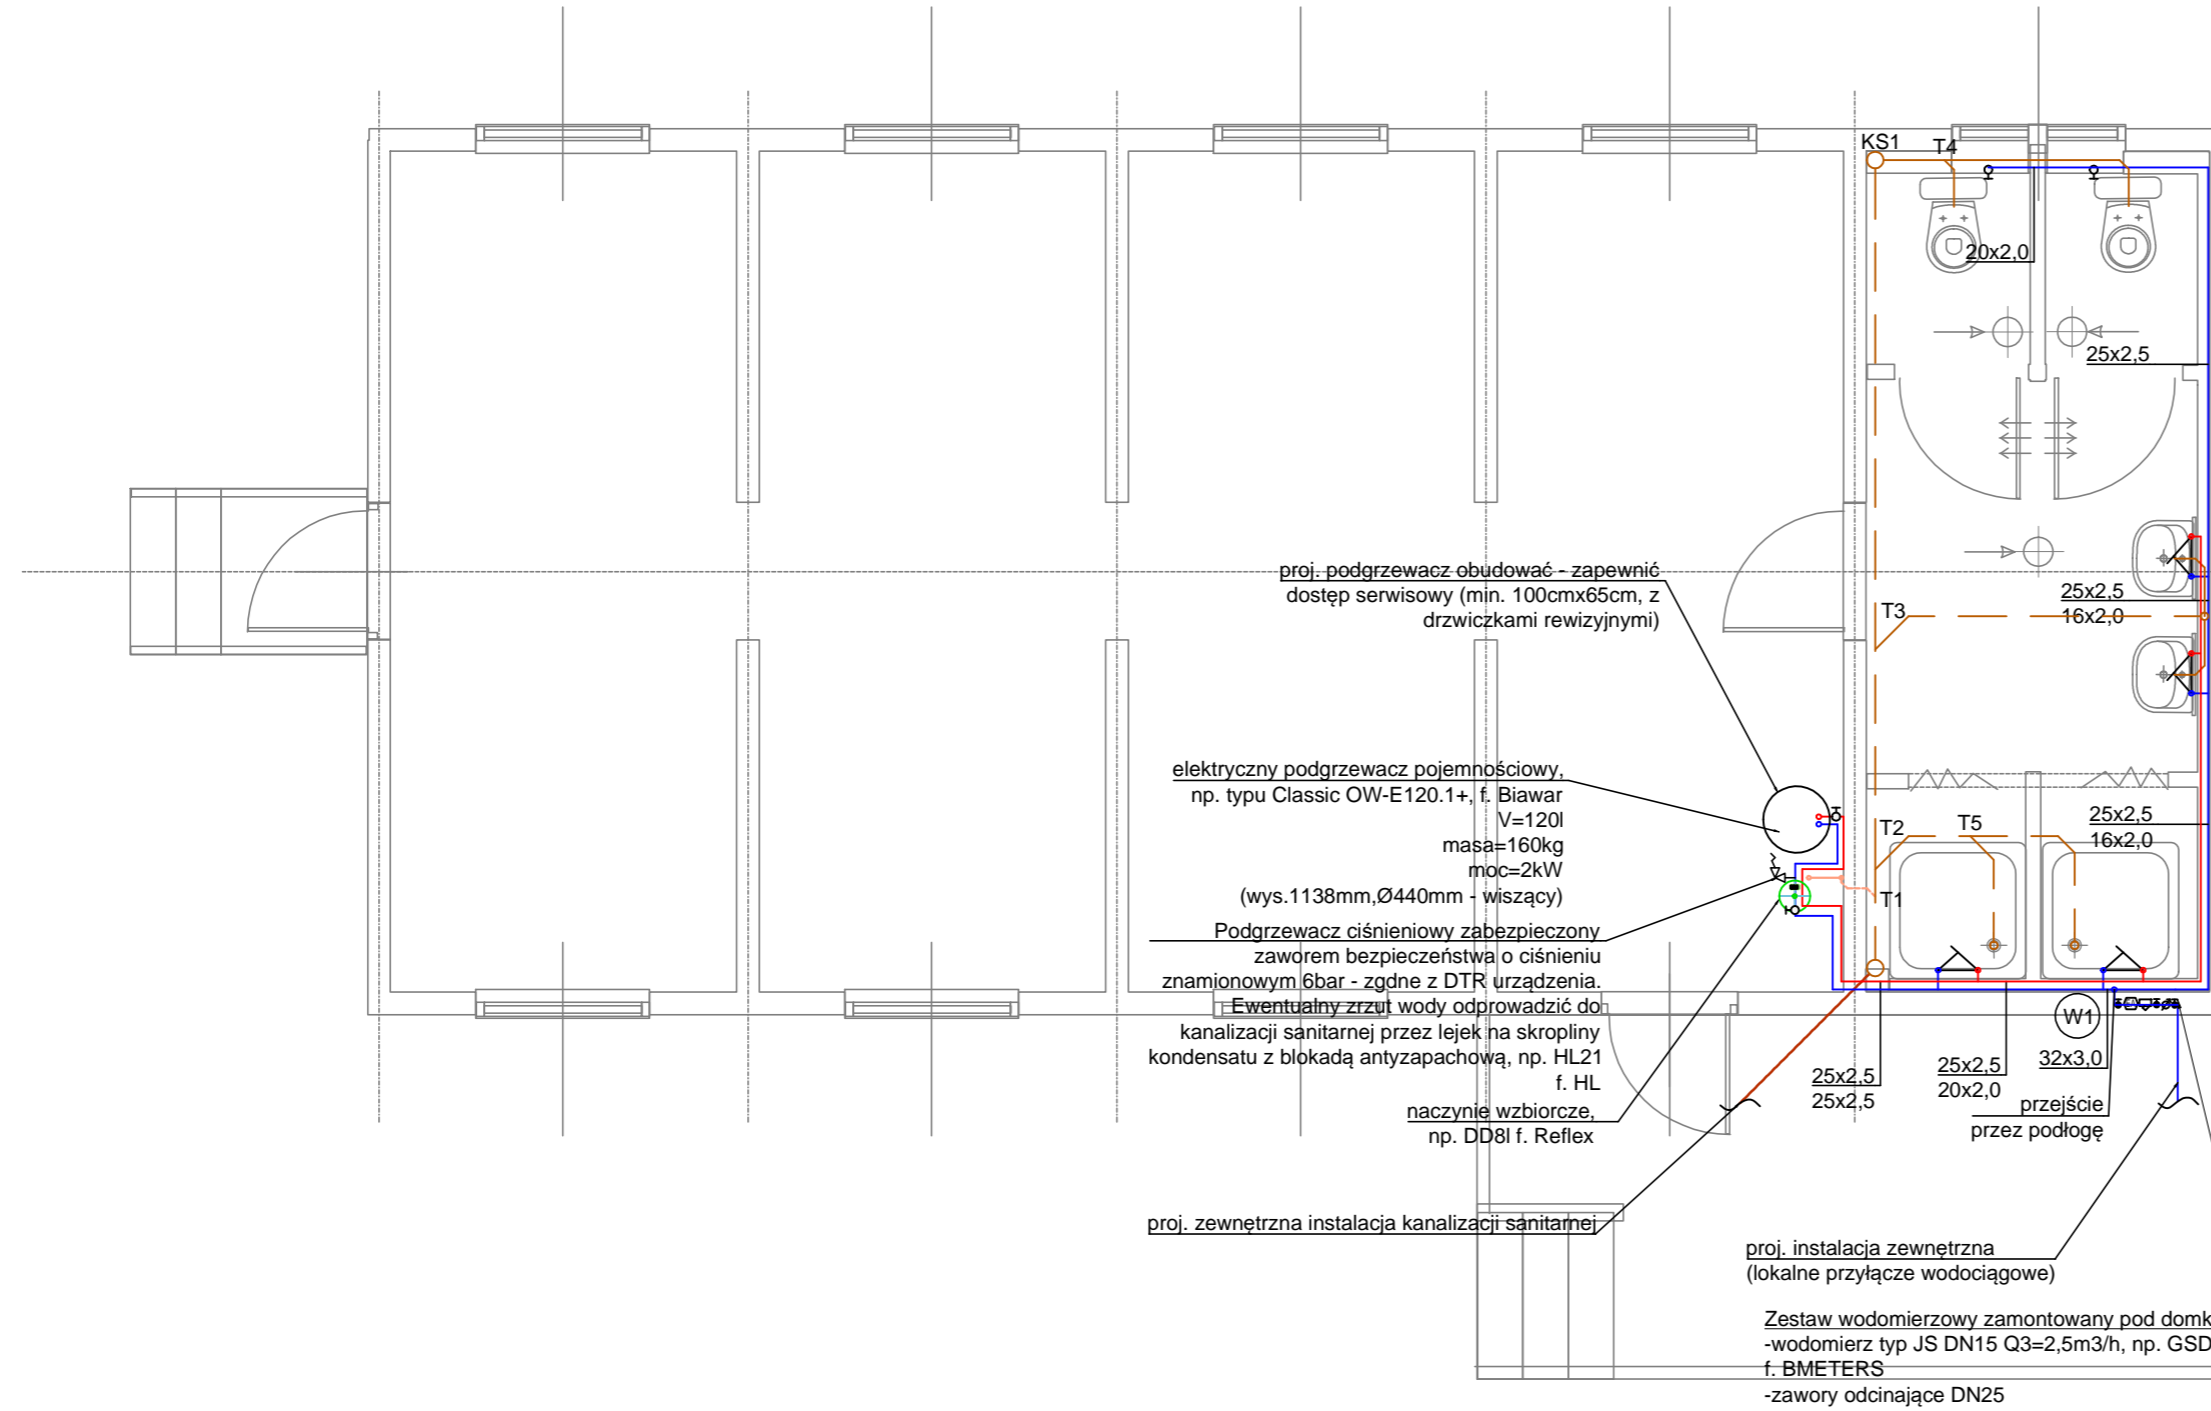 KS1
T4
20x2,0
25x2,5
proj. podgrzewacz obudować - zapewnić
dostęp serwisowy (min. 100cmx65cm, z
drzwiczkami rewizyjnymi)
25x2,5
16x2,0
T3
elektryczny podgrzewacz pojemnościowy,
np. typu Classic OW-E120.1+, f. Biawar
V=120l
masa=160kg
moc=2kW
(wys.1138mm,Ø440mm - wiszący)
25x2,5
16x2,0
T2
T5
T1
Podgrzewacz ciśnieniowy zabezpieczony
zaworem bezpieczeństwa o ciśnieniu
znamionowym 6bar - zgdne z DTR urządzenia.
Ewentualny zrzut wody odprowadzić do
kanalizacji sanitarnej przez lejek na skropliny
kondensatu z blokadą antyzapachową, np. HL21
f. HL
naczynie wzbiorcze,
np. DD8l f. Reflex
W1
25x2,5
25x2,5
25x2,5
20x2,0
32x3,0
przejście
przez podłogę
proj. zewnętrzna instalacja kanalizacji sanitarnej
proj. instalacja zewnętrzna
(lokalne przyłącze wodociągowe)
Zestaw wodomierzowy zamontowany pod domk
-wodomierz typ JS DN15 Q3=2,5m3/h, np. GSD
f. BMETERS
-zawory odcinające DN25